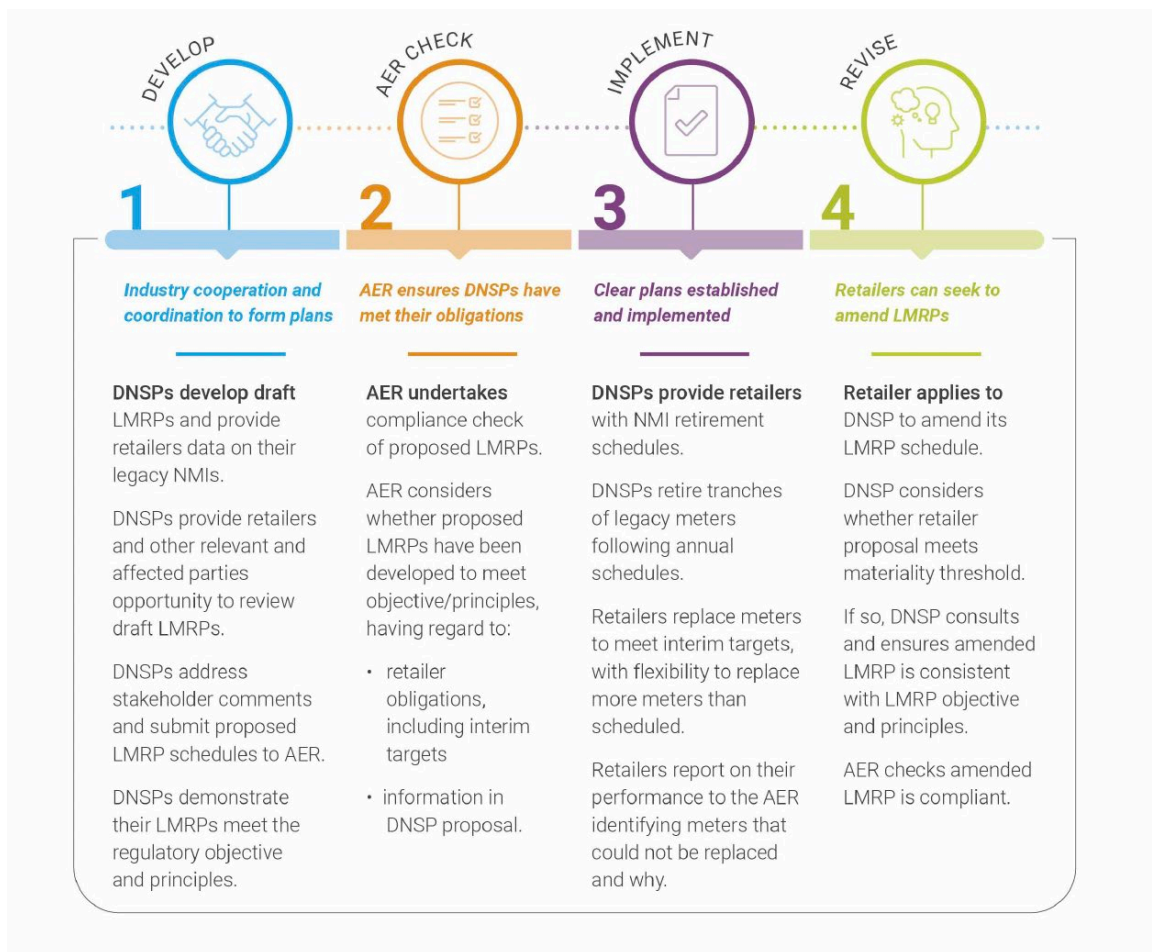 DEVELOP
AER CHECK
IMPLEMENT
REVISE
1
2
3
4
Industry cooperation and
coordination to form plans
DNSPs develop draft
LMRPs and provide
retailers data on their
legacy NMIs.
DNSPs provide retailers
and other relevant and
affected parties
opportunity to review
draft LMRPs.
DNSPs address
stakeholder comments
and submit proposed
LMRP schedules to AER.
DNSPs demonstrate
their LMRPs meet the
regulatory objective
and principles.
AER ensures DNSPs have
met their obligations
AER undertakes
compliance check
of proposed LMRPs.
AER considers
whether proposed
LMRPs have been
developed to meet
objective/principles,
having regard to:
• retailer
obligations,
including interim
targets
• information in
DNSP proposal.
Clear plans established
and implemented
DNSPs provide retailers
with NMI retirement
schedules.
DNSPs retire tranches
of legacy meters
following annual
schedules.
Retailers replace meters
to meet interim targets,
with flexibility to replace
more meters than
scheduled.
Retailers report on their
performance to the AER
identifying meters that
could not be replaced
and why.
Retailers can seek to
amend LMRPs
Retailer applies to
DNSP to amend its
LMRP schedule.
DNSP considers
whether retailer
proposal meets
materiality threshold.
If so, DNSP consults
and ensures amended
LMRP is consistent
with LMRP objective
and principles.
AER checks amended
LMRP is compliant.